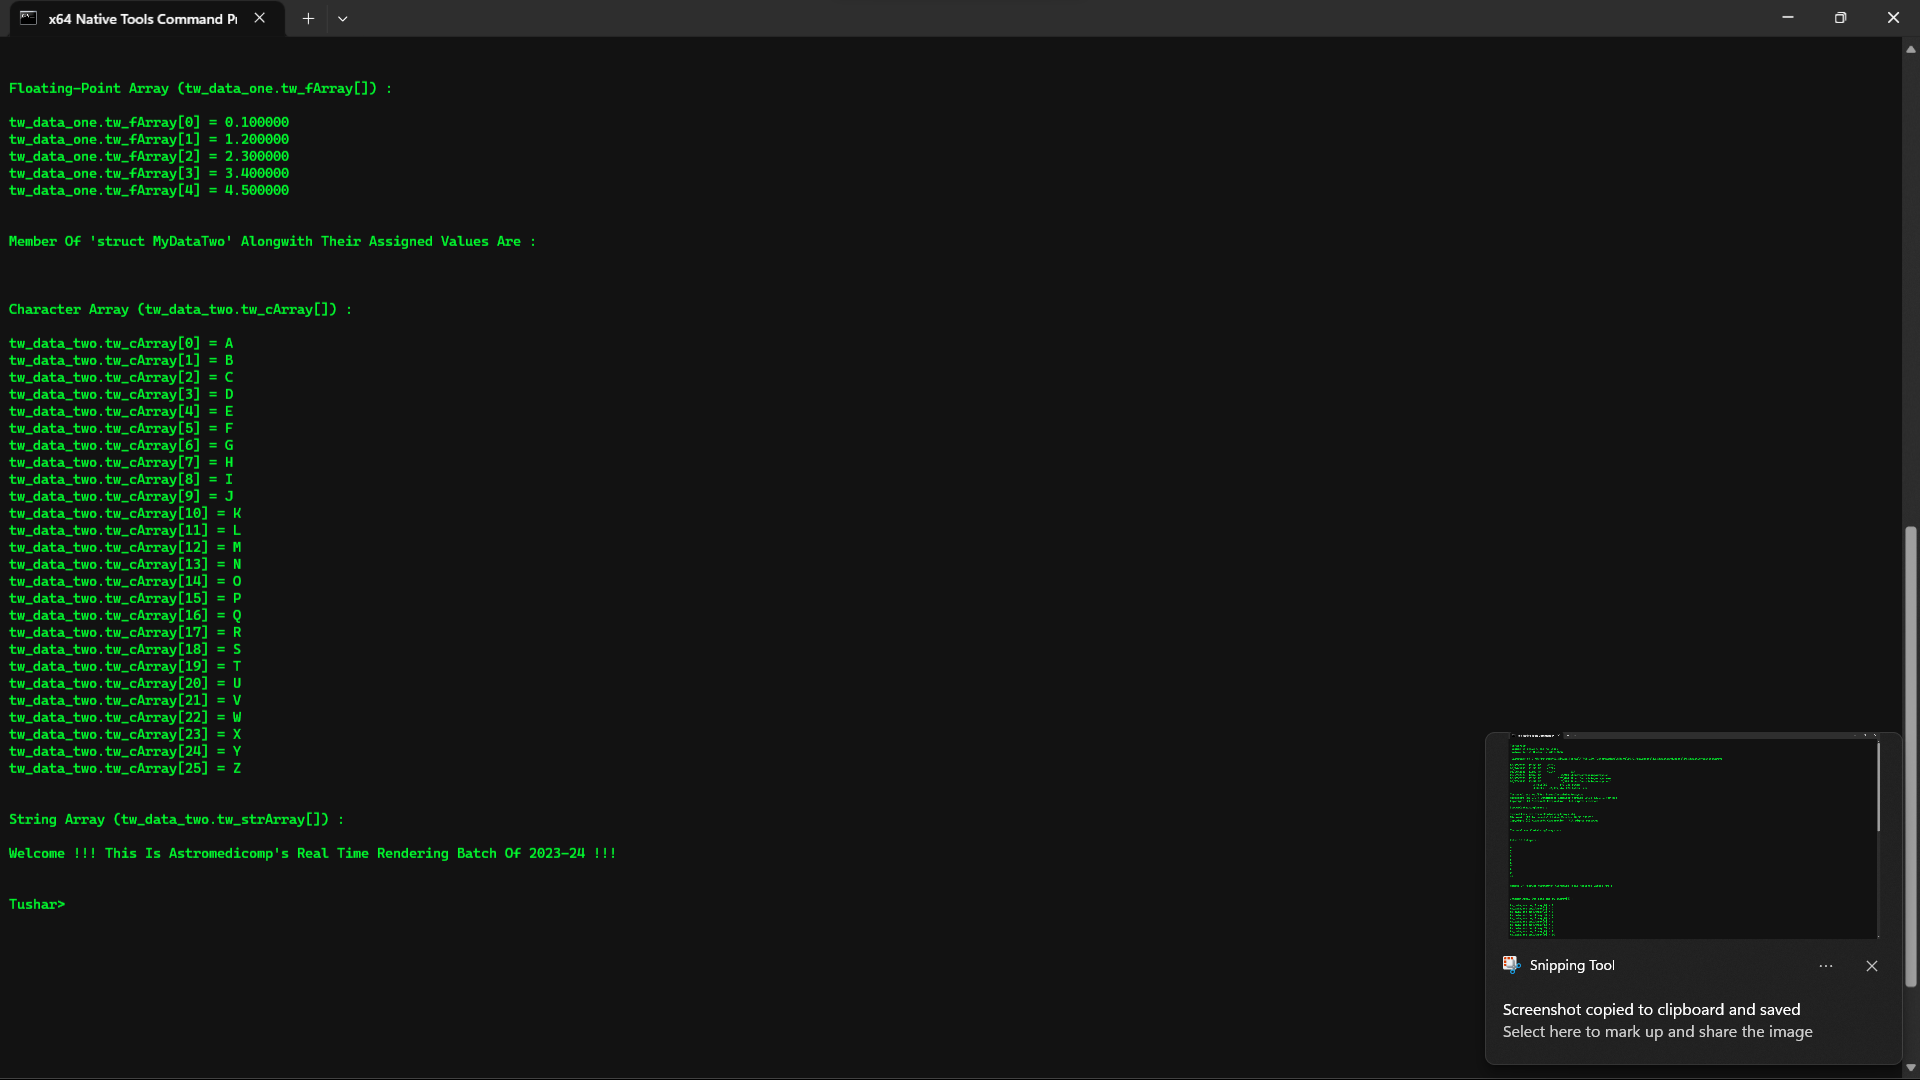 x64 Native Tools Command Pr
Floating-Point Array (tw_data_one.tw_fArray[]) :
tw_data_one.tw_fArray[0] = 0.100000
tw_data_one.tw_fArray[1] = 1.200000
tw_data_one.tw_fArray[2] = 2.300000
tw_data_one.tw_fArray[3] = 3.400000
tw_data_one.tw_fArray[4] = 4.500000
Member Of 'struct MyDataTwo' Alongwith Their Assigned Values Are :
Character Array (tw_data_two.tw_cArray[]) :
tw_data_two.tw_cArray[0] = A
tw_data_two.tw_cArray[1] = B
tw_data_two.tw_cArray[2] = C
tw_data_two.tw_cArray[3] = D
tw_data_two.tw_cArray[4] = E
tw_data_two.tw_cArray[5] = F
tw_data_two.tw_cArray[6] = G
tw_data_two.tw_cArray[7] = H
tw_data_two.tw_cArray[8] = I
tw_data_two.tw_cArray[9] = J
tw_data_two.tw_cArray[10] = K
tw_data_two.tw_cArray[11] = L
tw_data_two.tw_cArray[12] = M
tw_data_two.tw_cArray[13] = N
tw_data_two.tw_cArray[14] = O
tw_data_two.tw_cArray[15] = P
tw_data_two.tw_cArray[16] = Q
tw_data_two.tw_cArray[17] = R
tw_data_two.tw_cArray[18] = S
tw_data_two.tw_cArray[19] = T
tw_data_two.tw_cArray[20] = U
tw_data_two.tw_cArray[21] = V
tw_data_two.tw_cArray[22] = W
tw_data_two.tw_cArray[23] = X
tw_data_two.tw_cArray[24] = Y
tw_data_two.tw_cArray[25] = Z
String Array (tw_data_two.tw_strArray[]) :
Welcome !!! This Is Astromedicomp's Real Time Rendering Batch Of 2023-24 !!!
Tushar>
Snipping Tool
Screenshot copied to clipboard and saved
Select here to mark up and share the image